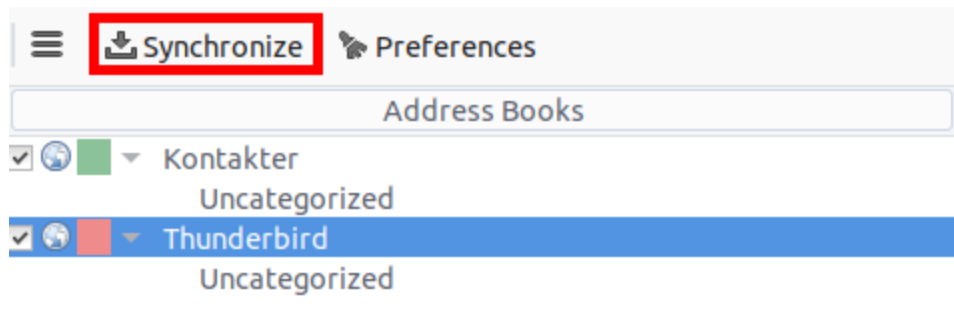 Synchronize Preferences
Address Books
Kontakter
Uncategorized
Thunderbird
Uncategorized